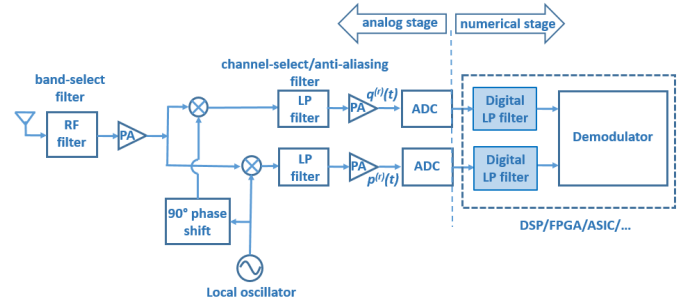 analog stage
numerical stage
band-select
filter
channel-select/anti-aliasing
filter
RF
filter
PA
LP
filter
PA
q(r)(t)
ADC
Digital
LP filter
Demodulator
LP
filter
PA
p(r)(t)
ADC
Digital
LP filter
90° phase
shift
DSP/FPGA/ASIC/...
Local oscillator